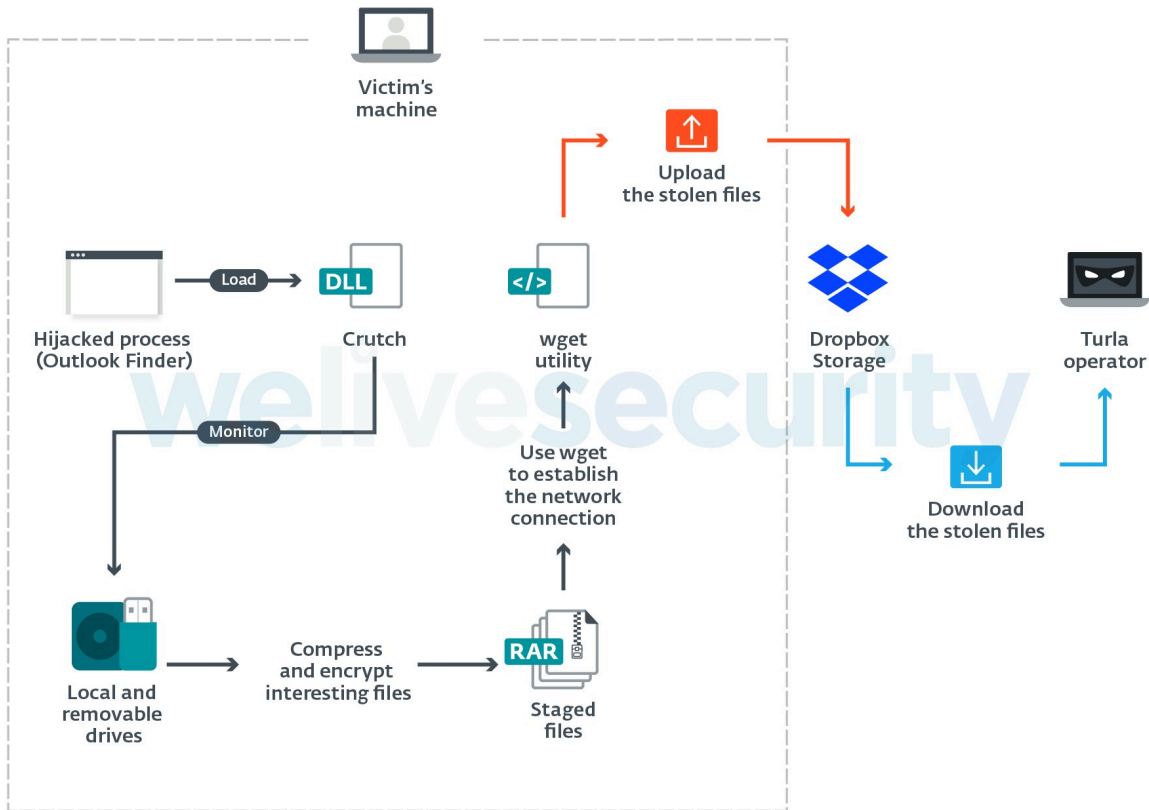 Victim's
machine
Upload
the stolen files
Load
DLL
</>
Hijacked process
(Outlook Finder)
Crutch
wget
utility
Dropbox
Storage
Turla
operator
welivesecurity
Monitor
Use wget
to establish
the network
connection
Download
the stolen files
Local and
removable
drives
Compress
and encrypt
interesting files
RAR
Staged
files